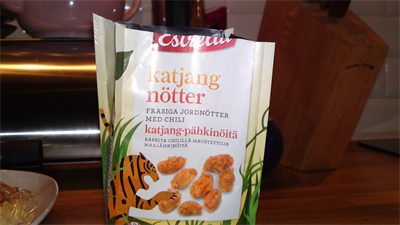 Estrella
katjang
nötter
FRASIGA JORDNÖTTER
MED CHILI
katjang-pähkinöitä
RAPEITA CHILILLÄ MAUSTETTUJA
MAAPÄHKINÖITÄ